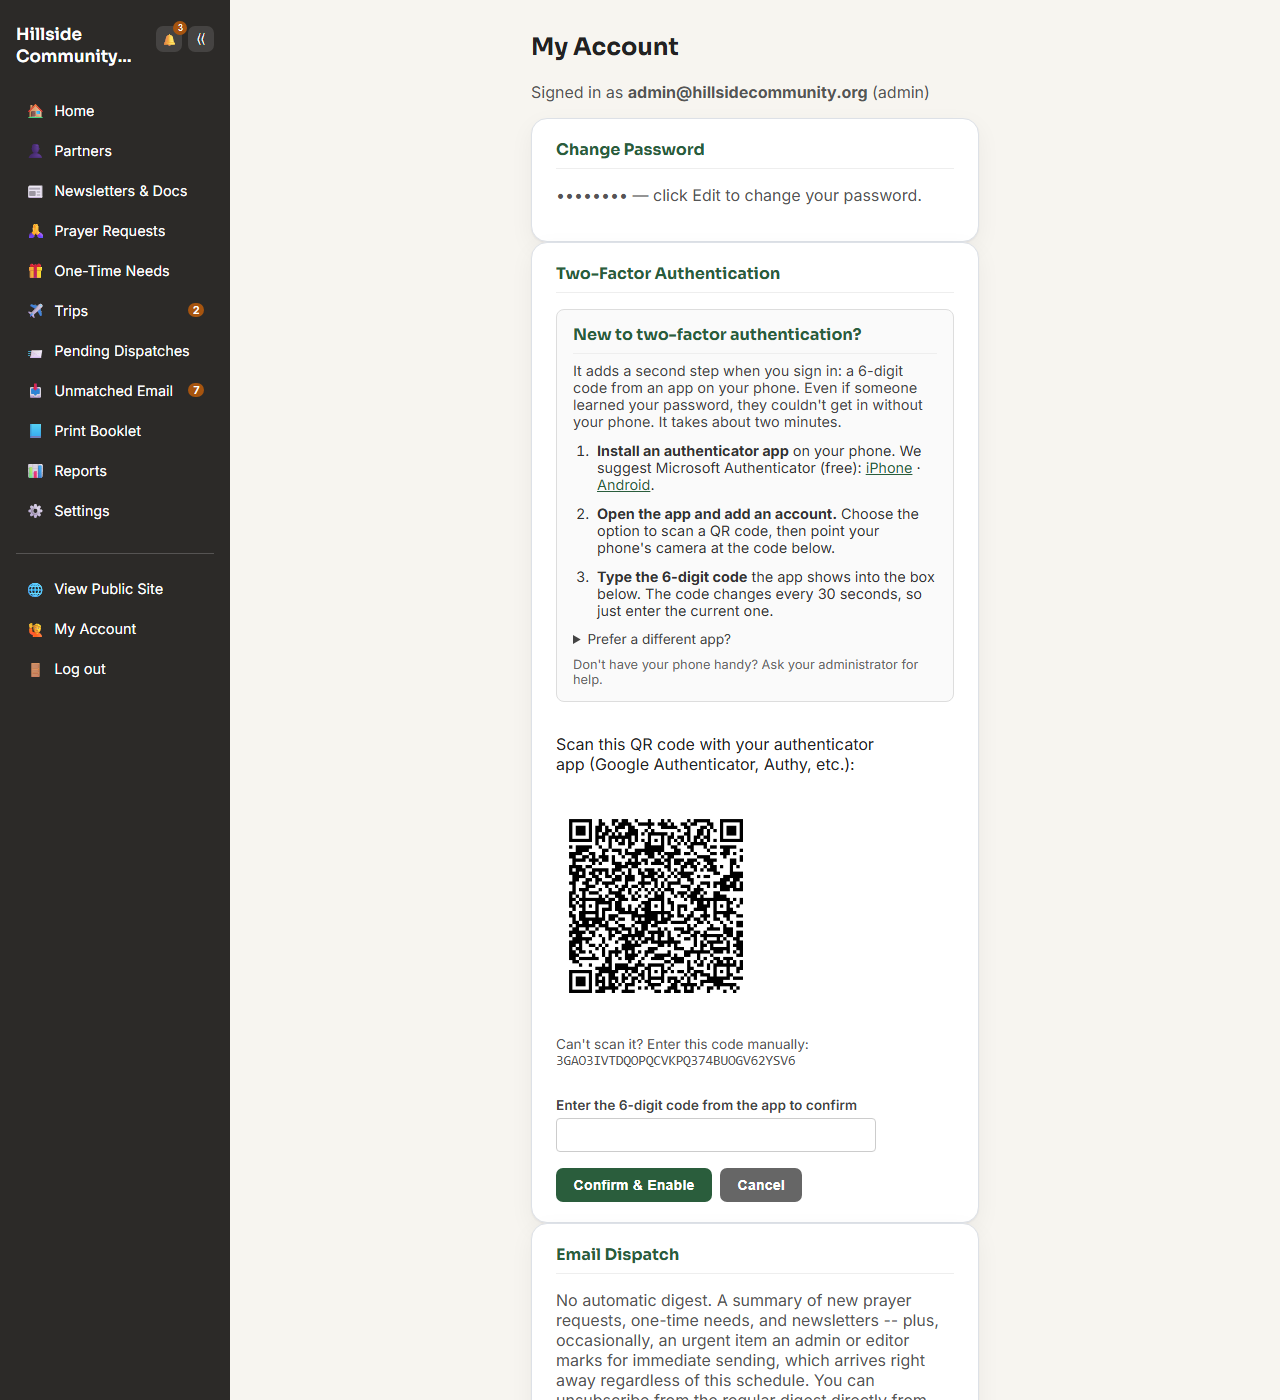 Hillside
Community...
3
⟨⟨
Home
Partners
Newsletters & Docs
Prayer Requests
One-Time Needs
Trips
2
Pending Dispatches
Unmatched Email
7
Print Booklet
Reports
Settings
View Public Site
My Account
Log out
My Account
Signed in as admin@hillsidecommunity.org (admin)
Change Password
•••••••• — click Edit to change your password.
Two-Factor Authentication
New to two-factor authentication?
It adds a second step when you sign in: a 6-digit
code from an app on your phone. Even if someone
learned your password, they couldn't get in without
your phone. It takes about two minutes.
1. Install an authenticator app on your phone. We
suggest Microsoft Authenticator (free): iPhone ·
Android.
2. Open the app and add an account. Choose the
option to scan a QR code, then point your
phone's camera at the code below.
3. Type the 6-digit code the app shows into the box
below. The code changes every 30 seconds, so
just enter the current one.
▶ Prefer a different app?
Don't have your phone handy? Ask your administrator for
help.
Scan this QR code with your authenticator
app (Google Authenticator, Authy, etc.):
Can't scan it? Enter this code manually:
3GAO3IVTDQOPQCVKPQ374BUOGV62YSV6
Enter the 6-digit code from the app to confirm
Confirm & Enable
Cancel
Email Dispatch
No automatic digest. A summary of new prayer
requests, one-time needs, and newsletters -- plus,
occasionally, an urgent item an admin or editor
marks for immediate sending, which arrives right
away regardless of this schedule. You can
unsubscribe from the regular digest directly from